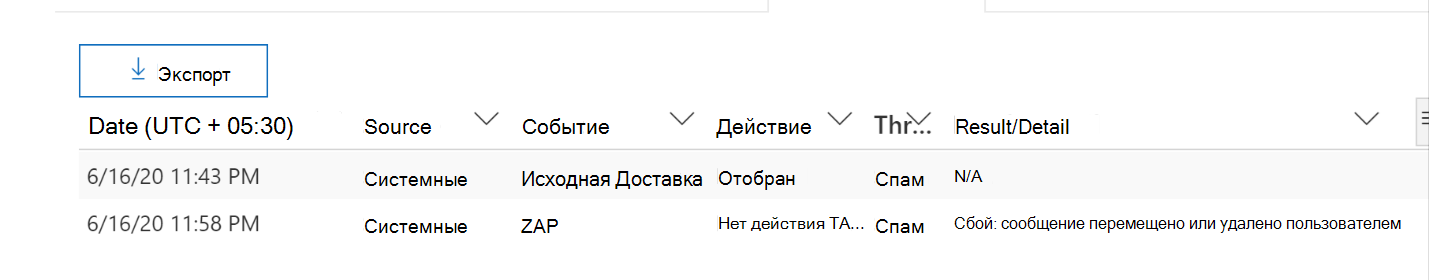 Экспорт
Date (UTC + 05:30) Source Событие Действие Thr... Result/Detail
6/16/20 11:43 PM Системные Исходная Доставка Отобран Спам N/A
6/16/20 11:58 PM Системные ZAP Нет действия ТА... Спам Сбой: сообщение перемещено или удалено пользователем